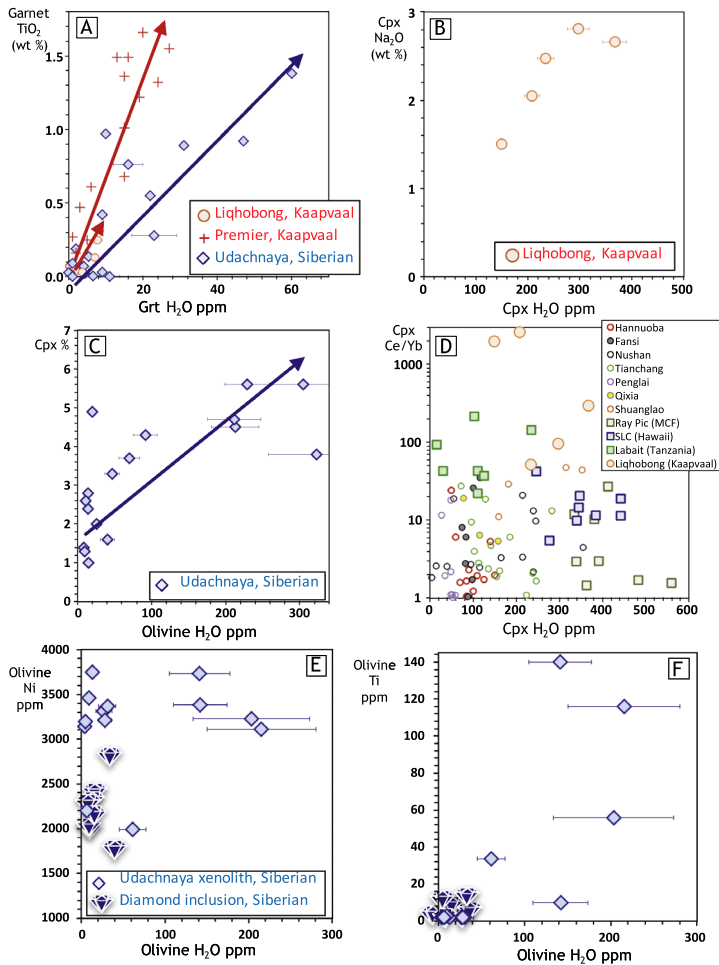 Garnet
TiO2
(wt %)
A
1.5
1.0
0.5
0.0
0
20
40
60
Grt H2O ppm
Liqhobong, Kaapvaal
Premier, Kaapvaal
Udachnaya, Siberian
Cpx
Na2O
(wt %)
B
3
2
1
0
0
100
200
300
400
500
Cpx H2O ppm
Liqhobong, Kaapvaal
Cpx %
C
7
6
5
4
3
2
1
0
0
100
200
300
Olivine H2O ppm
Udachnaya, Siberian
Cpx
Ce/Yb
D
1000
100
10
1
0
100
200
300
400
500
600
Cpx H2O ppm
Hannuoba
Fansi
Nushan
Tianchang
Penglai
Qixia
Shuanglao
Ray Pic (MCF)
SLC (Hawaii)
Labait (Tanzania)
Liqhobong (Kaapvaal)
Olivine
Ni
ppm
E
4000
3500
3000
2500
2000
1500
1000
0
100
200
300
Olivine H2O ppm
Udachnaya xenolith, Siberian
Diamond inclusion, Siberian
Olivine
Ti
ppm
F
140
120
100
80
60
40
20
0
0
100
200
300
Olivine H2O ppm